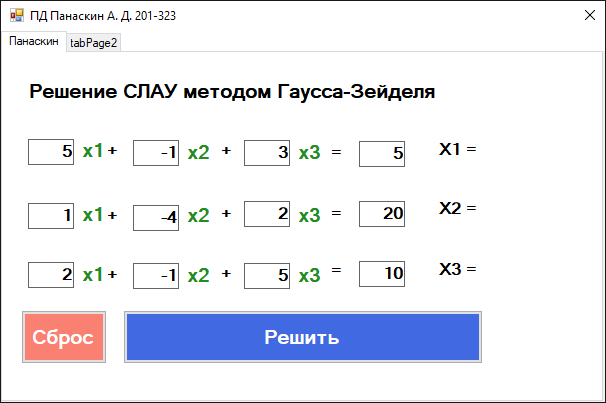 ПД Панаскин А. Д. 201-323
Панаскин tabPage2
Решение СЛАУ методом Гаусса-Зейделя
5 x1 + -1 x2 + 3 x3 = 5 X1 =
1 x1 + -4 x2 + 2 x3 = 20 X2 =
2 x1 + -1 x2 + 5 x3 = 10 X3 =
Сброс Решить